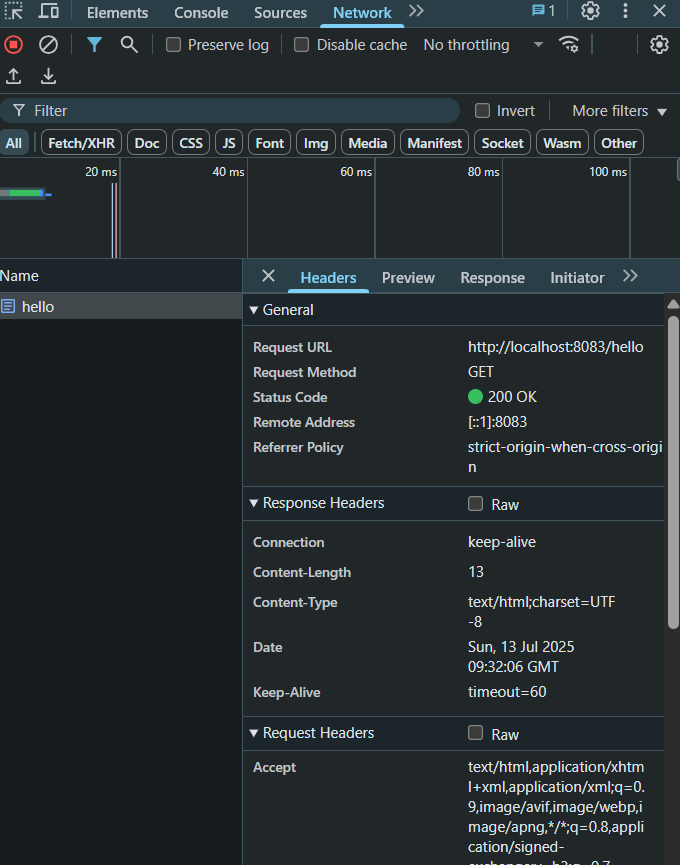 Elements Console Sources Network 1
Preserve log Disable cache No throttling
Filter Invert More filters
All Fetch/XHR Doc CSS JS Font Img Media Manifest Socket Wasm Other
20 ms 40 ms 60 ms 80 ms 100 ms
Name
hello
Headers Preview Response Initiator
General
Request URL http://localhost:8083/hello
Request Method GET
Status Code 200 OK
Remote Address [::1]:8083
Referrer Policy strict-origin-when-cross-origi
n
Response Headers Raw
Connection keep-alive
Content-Length 13
Content-Type text/html;charset=UTF
-8
Date Sun, 13 Jul 2025
09:32:06 GMT
Keep-Alive timeout=60
Request Headers Raw
Accept text/html,application/xhtm
l+xml,application/xml;q=0.
9,image/avif,image/webp,i
mage/apng,*/*;q=0.8,appl
ication/signed-